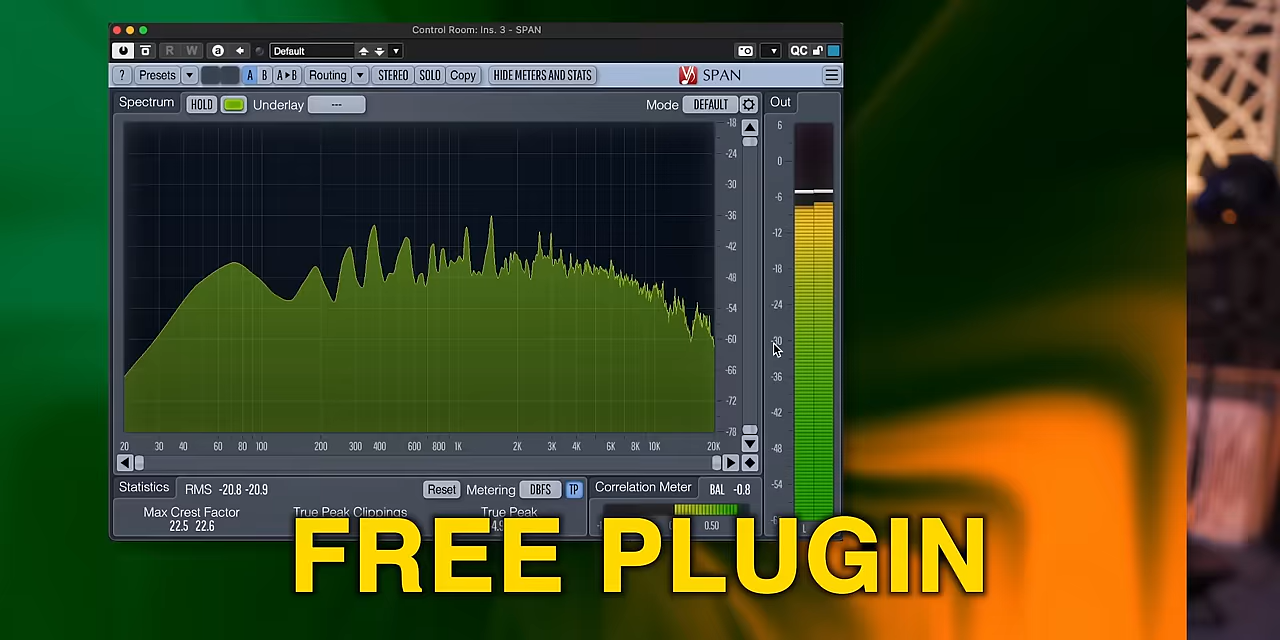 Control Room: Ins. 3 - SPAN
R W a Default QC
? Presets A B A▸B Routing STEREO SOLO Copy HIDE METERS AND STATS SPAN
Spectrum HOLD Underlay --- Mode DEFAULT Out
-18
-24
-30
-36
-42
-48
-54
-60
-66
-72
-78
6
0
-6
-12
-18
-24
-30
-36
-42
-48
-54
20 30 40 60 80 100 200 300 400 600 800 1K 2K 3K 4K 6K 8K 10K 20K
Statistics RMS -20.8 -20.9 Reset Metering DBFS TP Correlation Meter BAL -0.8
Max Crest Factor True Peak Clippings True Peak
22.5 22.6 0.50 L
FREE PLUGIN